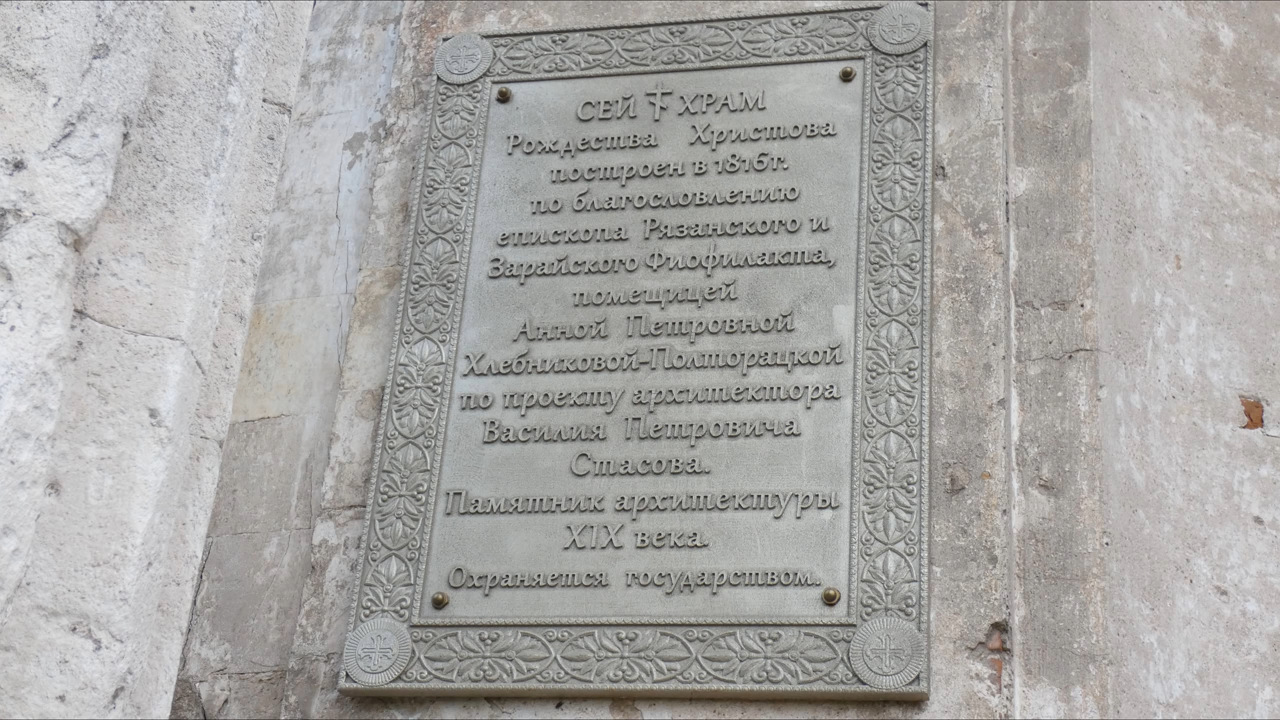 СЕЙ ХРАМ
Рождества Христова
построен в 1816г.
по благословлению
епископа Рязанского и
Зарайского Фиофилакта,
помещицей
Анной Петровной
Хлебниковой-Полторацкой
по проекту архитектора
Василия Петровича
Стасова.
Памятник архитектуры
XIX века.
Охраняется государством.